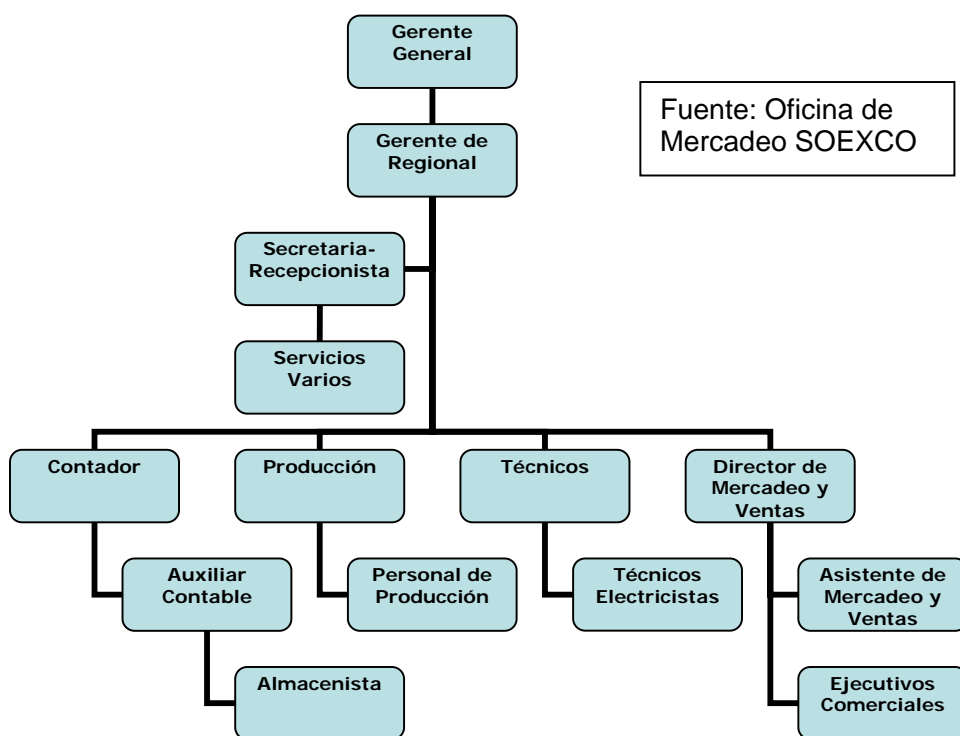 Gerente
General
Fuente: Oficina de
Mercadeo SOEXCO
Gerente de
Regional
Secretaria-
Recepcionista
Servicios
Varios
Contador
Producción
Técnicos
Director de
Mercadeo y
Ventas
Auxiliar
Contable
Personal de
Producción
Técnicos
Electricistas
Asistente de
Mercadeo y
Ventas
Almacenista
Ejecutivos
Comerciales